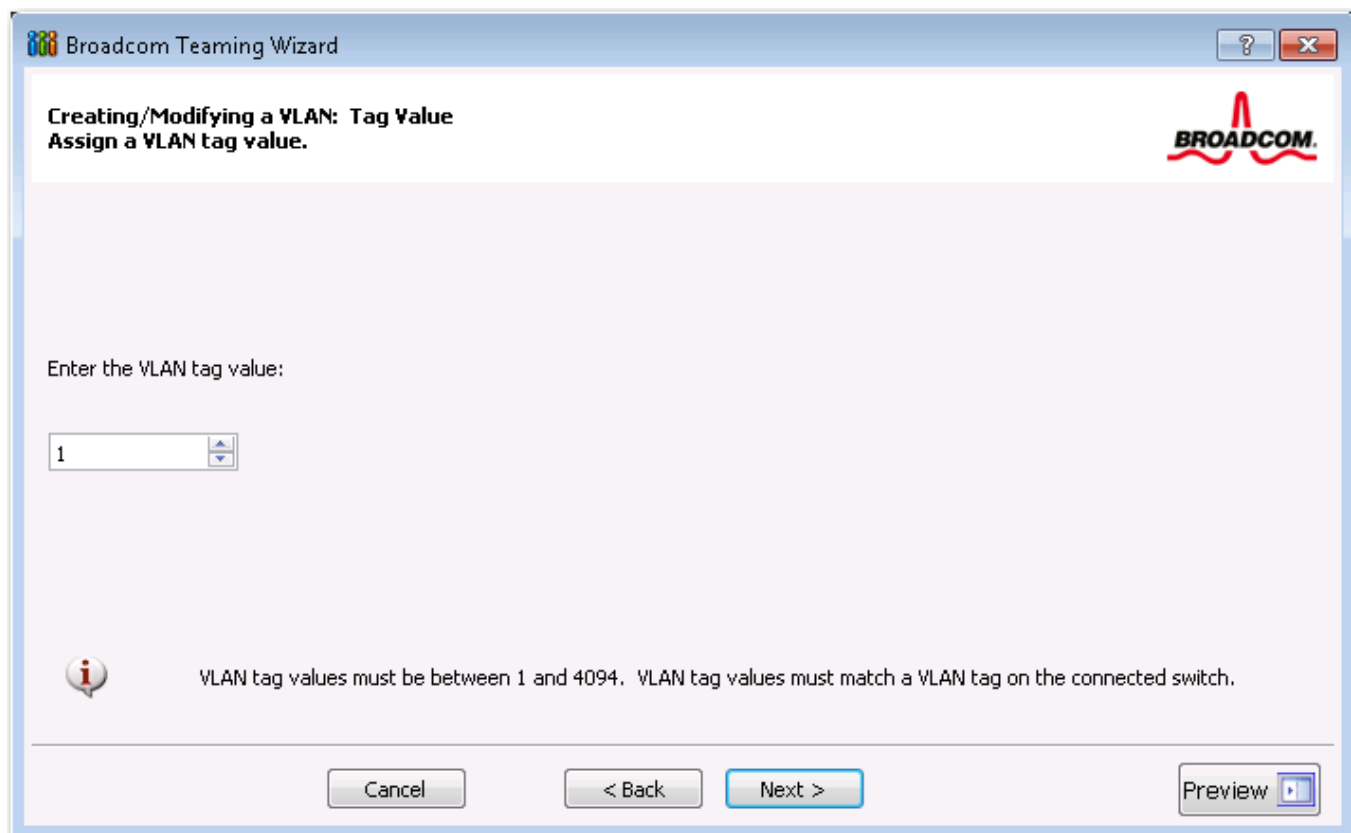 Broadcom Teaming Wizard
?
Creating/Modifying a VLAN: Tag Value
Assign a VLAN tag value.
BROADCOM.
Enter the VLAN tag value:
1
VLAN tag values must be between 1 and 4094. VLAN tag values must match a VLAN tag on the connected switch.
Cancel
< Back
Next >
Preview